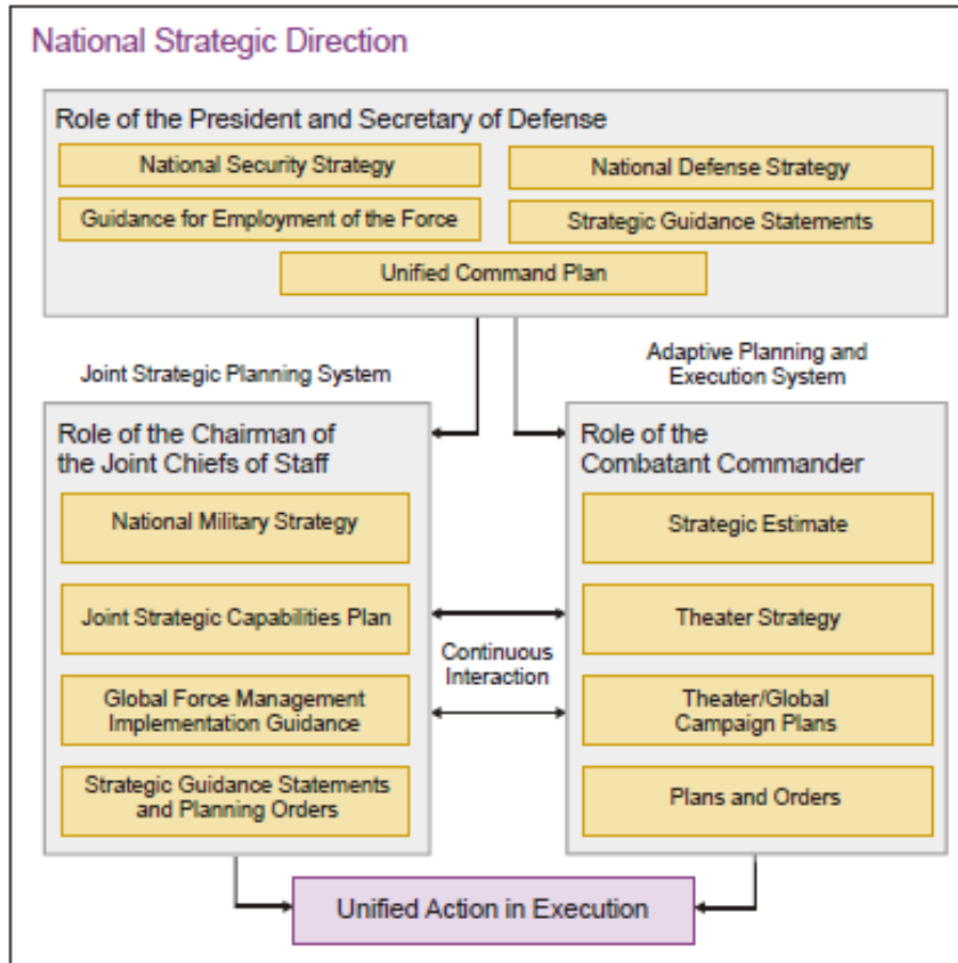 National Strategic Direction
Role of the President and Secretary of Defense
National Security Strategy
National Defense Strategy
Guidance for Employment of the Force
Strategic Guidance Statements
Unified Command Plan
Joint Strategic Planning System
Adaptive Planning and
Execution System
Role of the Chairman of
the Joint Chiefs of Staff
National Military Strategy
Joint Strategic Capabilities Plan
Global Force Management
Implementation Guidance
Strategic Guidance Statements
and Planning Orders
Continuous
Interaction
Role of the
Combatant Commander
Strategic Estimate
Theater Strategy
Theater/Global
Campaign Plans
Plans and Orders
Unified Action in Execution